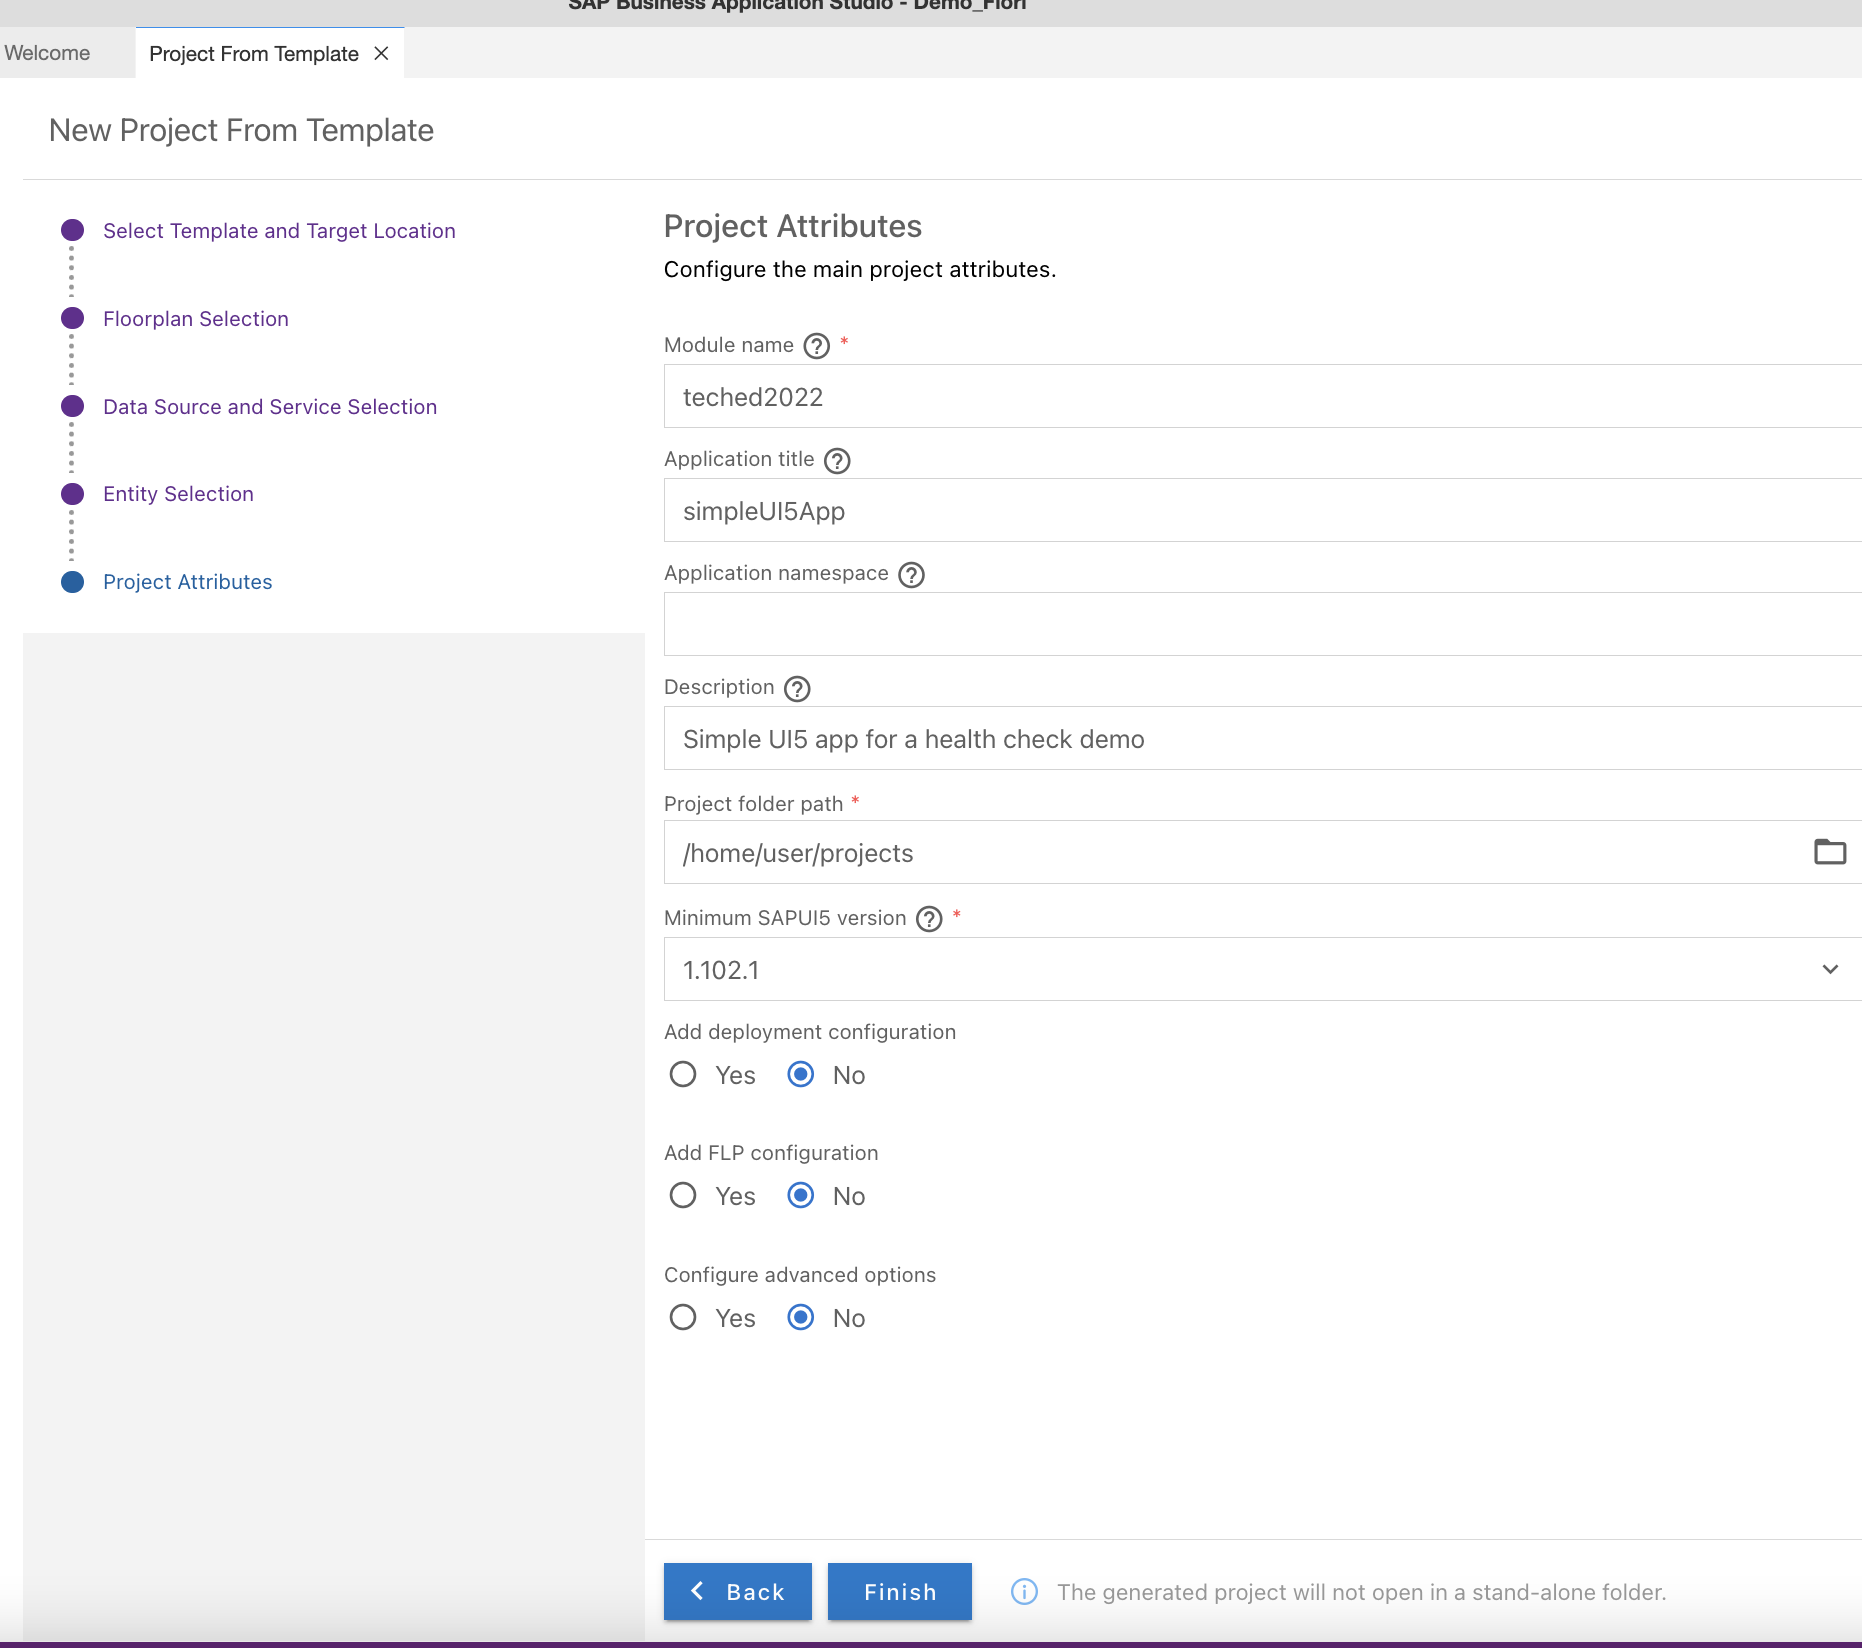 SAP Business Application Studio - Demo_Fiori
Welcome
Project From Template
New Project From Template
Select Template and Target Location
Floorplan Selection
Data Source and Service Selection
Entity Selection
Project Attributes
Project Attributes
Configure the main project attributes.
Module name ? *
teched2022
Application title ?
simpleUI5App
Application namespace ?
Description ?
Simple UI5 app for a health check demo
Project folder path *
/home/user/projects
Minimum SAPUI5 version ? *
1.102.1
Add deployment configuration
Yes No
Add FLP configuration
Yes No
Configure advanced options
Yes No
Back Finish The generated project will not open in a stand-alone folder.